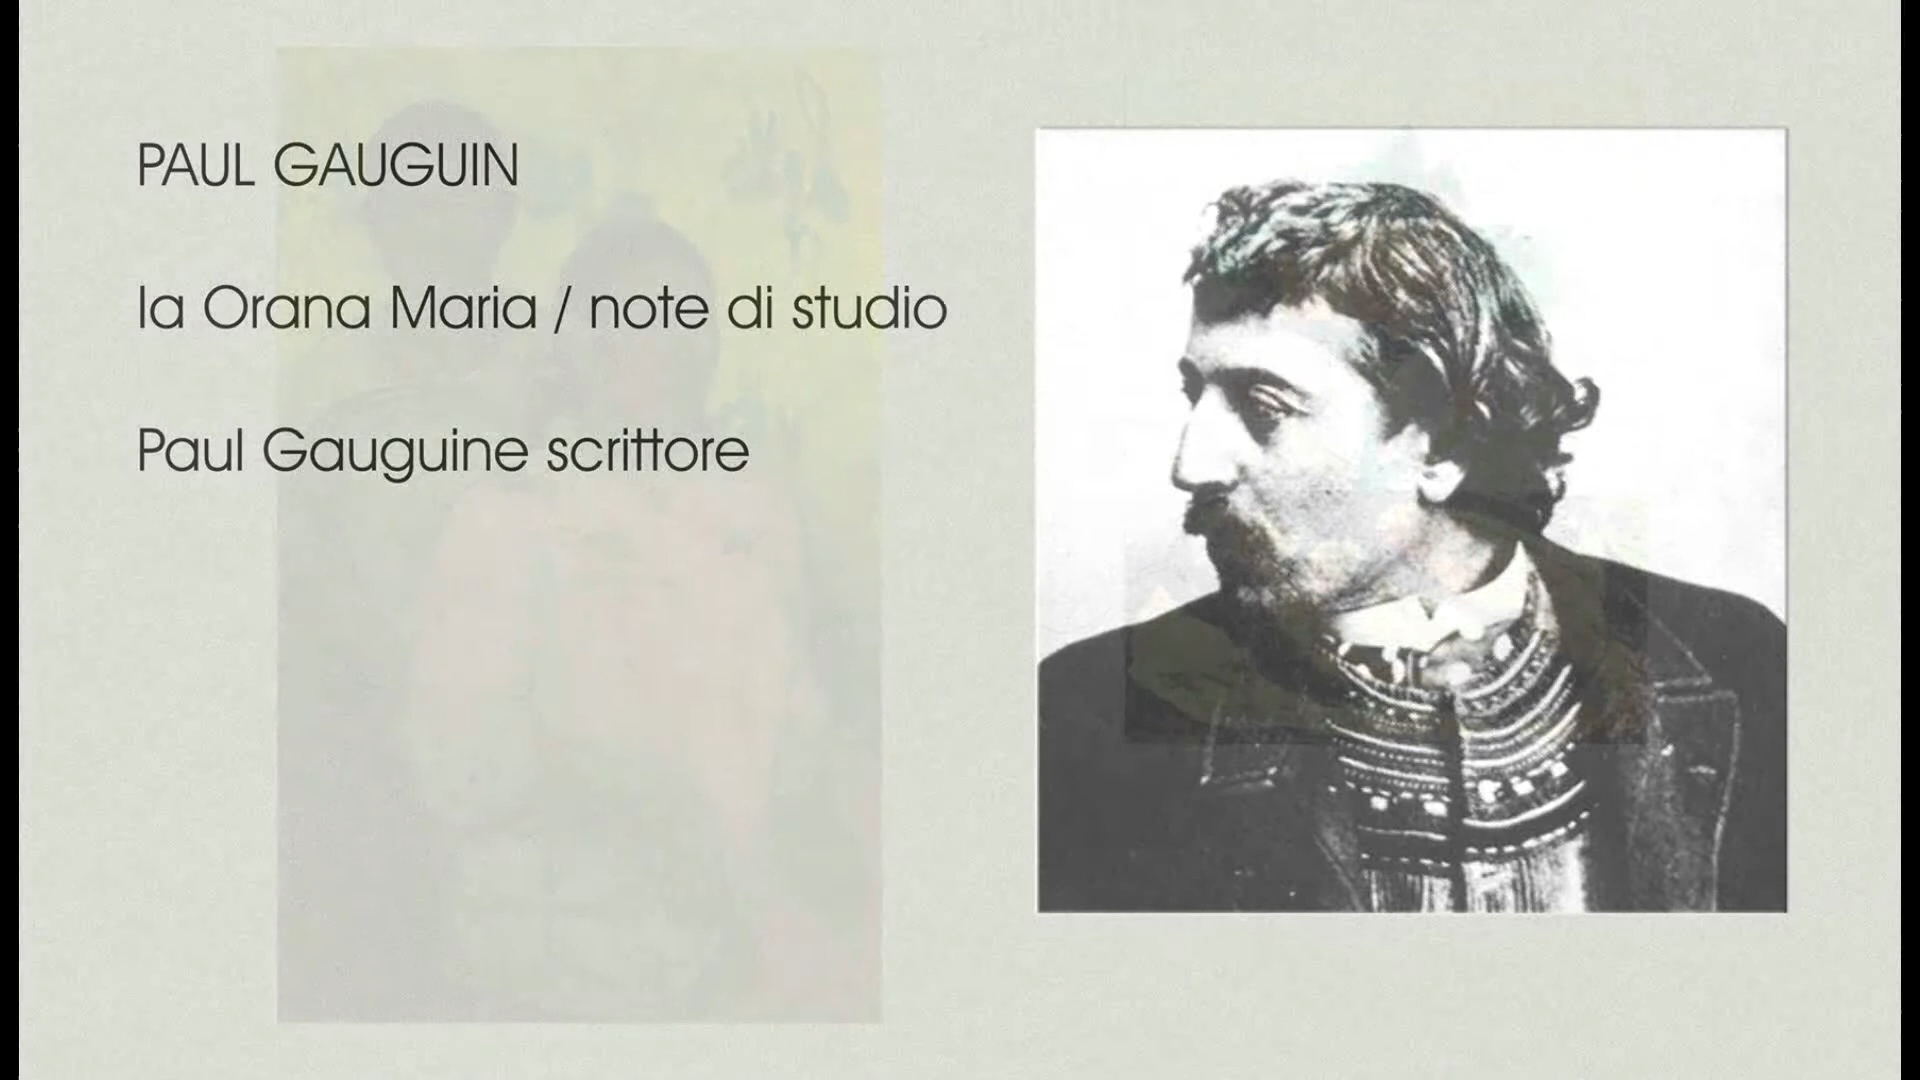 PAUL GAUGUIN
Ia Orana Maria / note di studio
Paul Gauguine scrittore